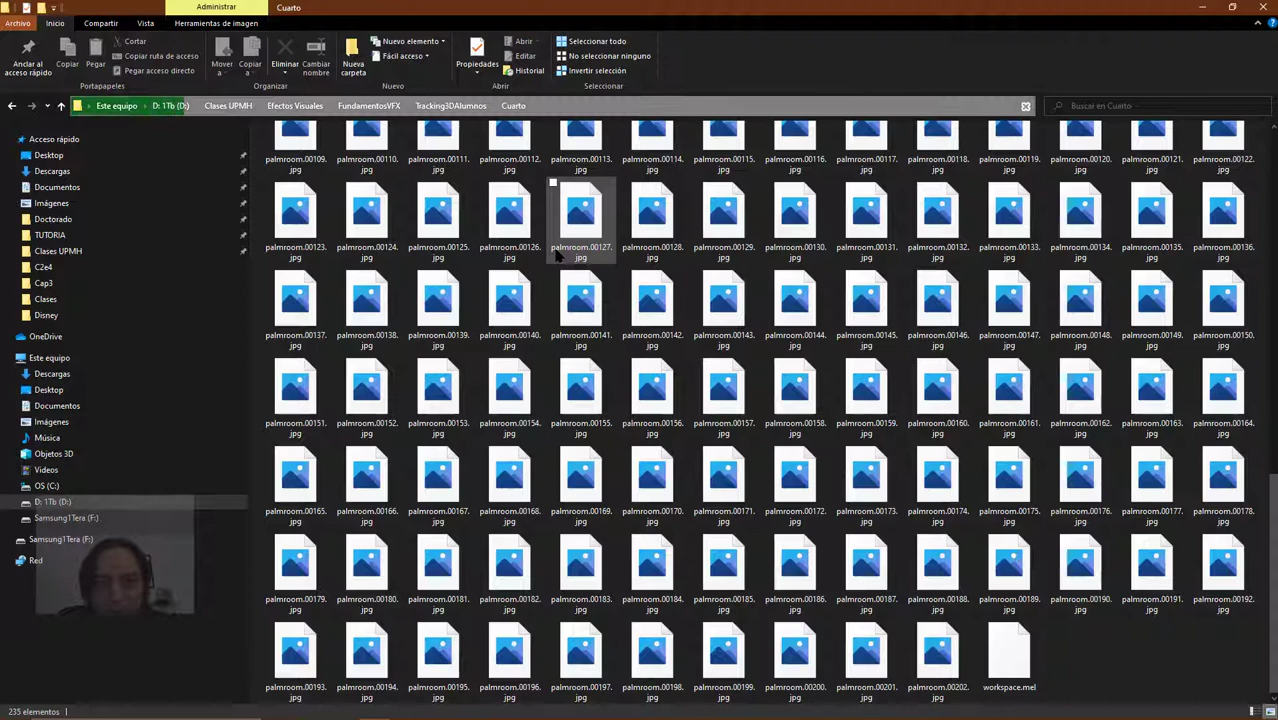 Administrar
Cuarto
Archivo
Inicio
Compartir
Vista
Herramientas de imagen
Anclar al
acceso rápido
Copiar
Pegar
Cortar
Copiar ruta de acceso
Pegar acceso directo
Portapapeles
Mover
a
Copiar
a
Eliminar
Cambiar
nombre
Organizar
Nueva
carpeta
Nuevo elemento
Fácil acceso
Nuevo
Propiedades
Abrir
Editar
Historial
Abrir
Seleccionar todo
No seleccionar ninguno
Invertir selección
Seleccionar
Este equipo
D: 1Tb (D:)
Clases UPMH
Efectos Visuales
FundamentosVFX
Tracking3DAlumnos
Cuarto
Buscar en Cuarto
Acceso rápido
Desktop
Descargas
Documentos
Imágenes
Doctorado
TUTORIA
Clases UPMH
C2e4
Cap3
Clases
Disney
OneDrive
Este equipo
Descargas
Desktop
Documentos
Imágenes
Música
Objetos 3D
Videos
OS (C:)
D: 1Tb (D:)
Samsung1Tera (F:)
Samsung1Tera (F:)
Red
palmroom.00109.jpg
palmroom.00110.jpg
palmroom.00111.jpg
palmroom.00112.jpg
palmroom.00113.jpg
palmroom.00114.jpg
palmroom.00115.jpg
palmroom.00116.jpg
palmroom.00117.jpg
palmroom.00118.jpg
palmroom.00119.jpg
palmroom.00120.jpg
palmroom.00121.jpg
palmroom.00122.jpg
palmroom.00123.jpg
palmroom.00124.jpg
palmroom.00125.jpg
palmroom.00126.jpg
palmroom.00127.jpg
palmroom.00128.jpg
palmroom.00129.jpg
palmroom.00130.jpg
palmroom.00131.jpg
palmroom.00132.jpg
palmroom.00133.jpg
palmroom.00134.jpg
palmroom.00135.jpg
palmroom.00136.jpg
palmroom.00137.jpg
palmroom.00138.jpg
palmroom.00139.jpg
palmroom.00140.jpg
palmroom.00141.jpg
palmroom.00142.jpg
palmroom.00143.jpg
palmroom.00144.jpg
palmroom.00145.jpg
palmroom.00146.jpg
palmroom.00147.jpg
palmroom.00148.jpg
palmroom.00149.jpg
palmroom.00150.jpg
palmroom.00151.jpg
palmroom.00152.jpg
palmroom.00153.jpg
palmroom.00154.jpg
palmroom.00155.jpg
palmroom.00156.jpg
palmroom.00157.jpg
palmroom.00158.jpg
palmroom.00159.jpg
palmroom.00160.jpg
palmroom.00161.jpg
palmroom.00162.jpg
palmroom.00163.jpg
palmroom.00164.jpg
palmroom.00165.jpg
palmroom.00166.jpg
palmroom.00167.jpg
palmroom.00168.jpg
palmroom.00169.jpg
palmroom.00170.jpg
palmroom.00171.jpg
palmroom.00172.jpg
palmroom.00173.jpg
palmroom.00174.jpg
palmroom.00175.jpg
palmroom.00176.jpg
palmroom.00177.jpg
palmroom.00178.jpg
palmroom.00179.jpg
palmroom.00180.jpg
palmroom.00181.jpg
palmroom.00182.jpg
palmroom.00183.jpg
palmroom.00184.jpg
palmroom.00185.jpg
palmroom.00186.jpg
palmroom.00187.jpg
palmroom.00188.jpg
palmroom.00189.jpg
palmroom.00190.jpg
palmroom.00191.jpg
palmroom.00192.jpg
palmroom.00193.jpg
palmroom.00194.jpg
palmroom.00195.jpg
palmroom.00196.jpg
palmroom.00197.jpg
palmroom.00198.jpg
palmroom.00199.jpg
palmroom.00200.jpg
palmroom.00201.jpg
palmroom.00202.jpg
workspace.mel
235 elementos